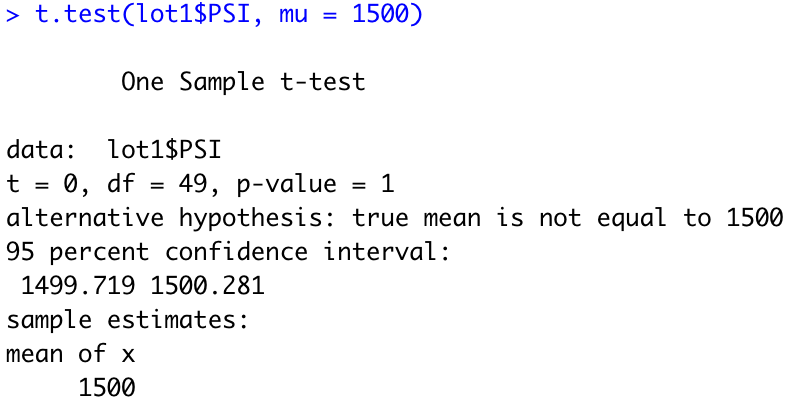 > t.test(lot1$PSI, mu = 1500)
One Sample t-test
data:  lot1$PSI
t = 0, df = 49, p-value = 1
alternative hypothesis: true mean is not equal to 1500
95 percent confidence interval:
 1499.719 1500.281
sample estimates:
mean of x
     1500